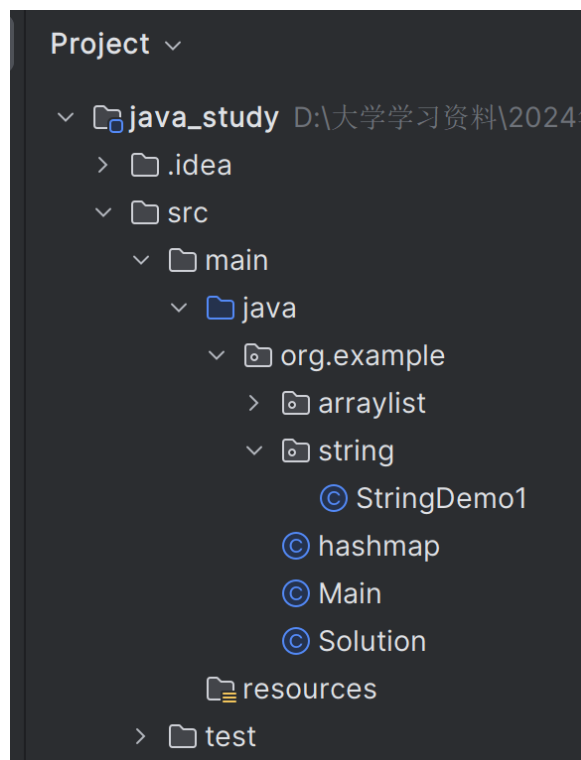 Project
java_study D:\大学学习资料\2024
.idea
src
main
java
org.example
arraylist
string
StringDemo1
hashmap
Main
Solution
resources
test